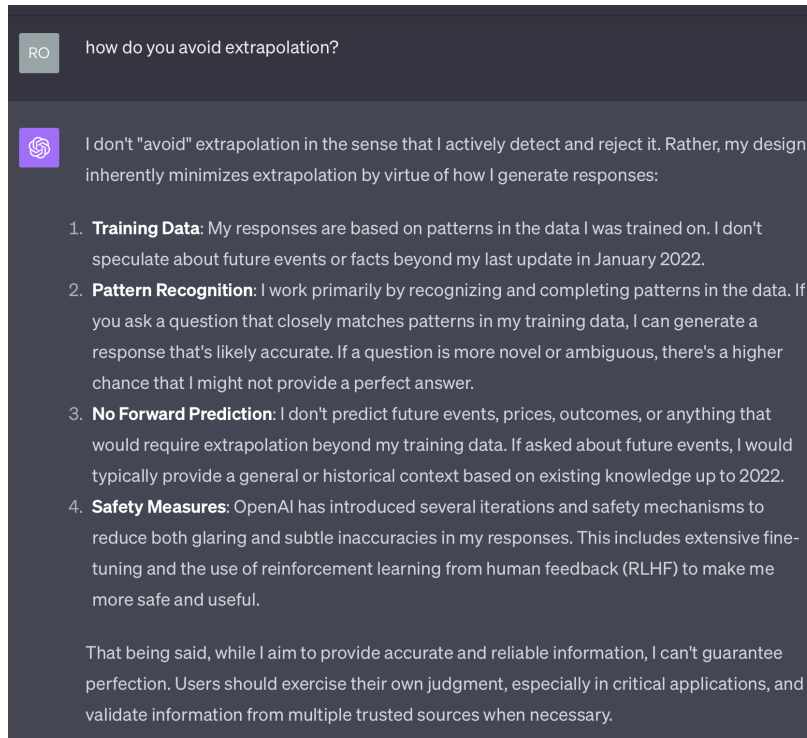 RO
how do you avoid extrapolation?
I don't "avoid" extrapolation in the sense that I actively detect and reject it. Rather, my design
inherently minimizes extrapolation by virtue of how I generate responses:
1. Training Data: My responses are based on patterns in the data I was trained on. I don't
speculate about future events or facts beyond my last update in January 2022.
2. Pattern Recognition: I work primarily by recognizing and completing patterns in the data. If
you ask a question that closely matches patterns in my training data, I can generate a
response that's likely accurate. If a question is more novel or ambiguous, there's a higher
chance that I might not provide a perfect answer.
3. No Forward Prediction: I don't predict future events, prices, outcomes, or anything that
would require extrapolation beyond my training data. If asked about future events, I would
typically provide a general or historical context based on existing knowledge up to 2022.
4. Safety Measures: OpenAI has introduced several iterations and safety mechanisms to
reduce both glaring and subtle inaccuracies in my responses. This includes extensive fine-
tuning and the use of reinforcement learning from human feedback (RLHF) to make me
more safe and useful.
That being said, while I aim to provide accurate and reliable information, I can't guarantee
perfection. Users should exercise their own judgment, especially in critical applications, and
validate information from multiple trusted sources when necessary.